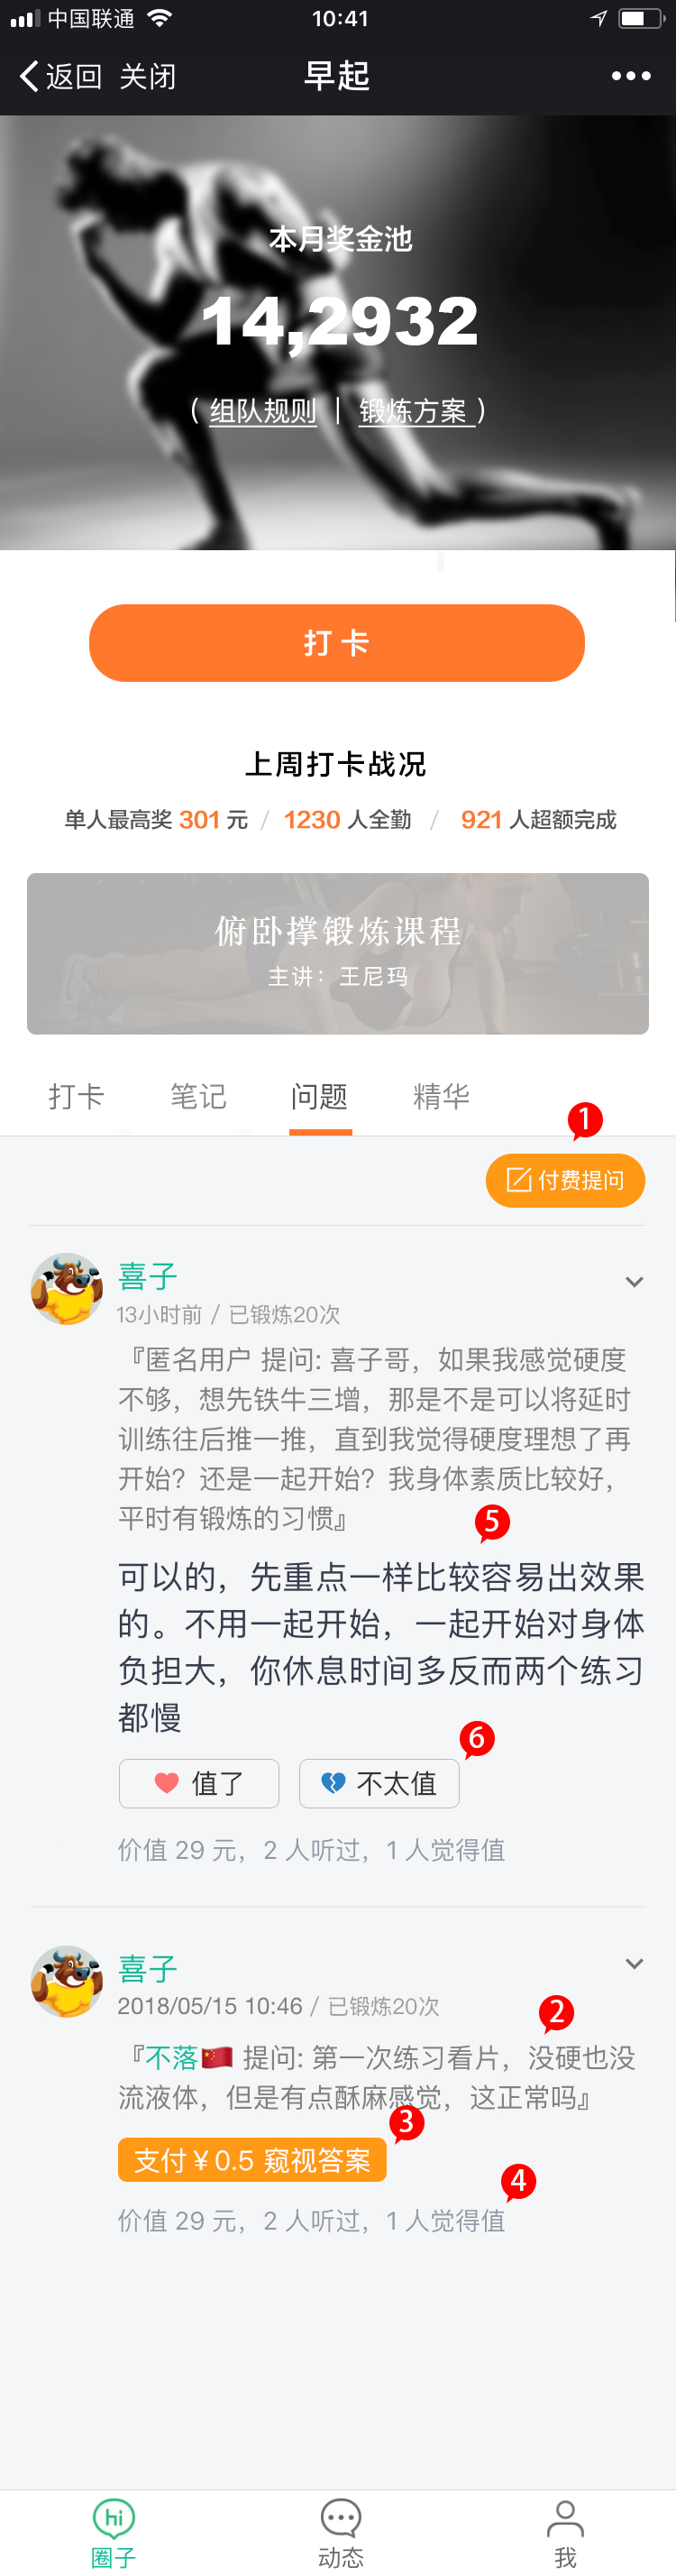 中国联通 10:41
返回 关闭 早起
本月奖金池
14,2932
( 组队规则 | 锻炼方案 )
打 卡
上周打卡战况
单人最高奖 301 元 / 1230 人全勤 / 921 人超额完成
俯卧撑锻炼课程
主讲：王尼玛
打卡 笔记 问题 精华
1
付费提问
喜子
13小时前 / 已锻炼20次
『匿名用户 提问: 喜子哥，如果我感觉硬度
不够，想先铁牛三增，那是不是可以将延时
训练往后推一推，直到我觉得硬度理想了再
开始？还是一起开始？我身体素质比较好，
平时有锻炼的习惯』
5
可以的，先重点一样比较容易出效果
的。不用一起开始，一起开始对身体
负担大，你休息时间多反而两个练习
都慢
6
值了 不太值
价值 29 元，2 人听过，1 人觉得值
喜子
2018/05/15 10:46 / 已锻炼20次
2
『不落🇨🇳 提问: 第一次练习看片，没硬也没
流液体，但是有点酥麻感觉，这正常吗』
3
支付￥0.5 窥视答案
4
价值 29 元，2 人听过，1 人觉得值
hi
圈子 动态 我